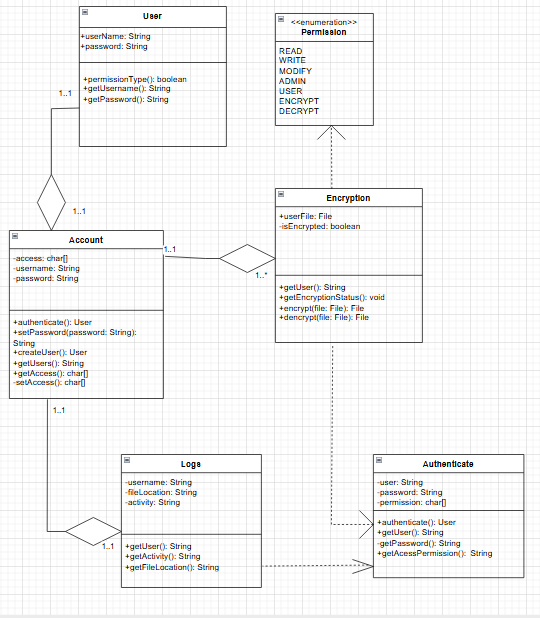 User
+userName: String
+password: String
+permissionType(): boolean
+getUsername(): String
+getPassword(): String
<<enumeration>>
Permission
READ
WRITE
MODIFY
ADMIN
USER
ENCRYPT
DECRYPT
1..1
1..1
Encryption
+userFile: File
-isEncrypted: boolean
+getUser(): String
+getEncryptionStatus(): void
+encrypt(file: File): File
+dencrypt(file: File): File
Account
-access: char[]
-username: String
-password: String
+authenticate(): User
+setPassword(password: String):
String
+createUser(): User
+getUsers(): String
+getAccess(): char[]
-setAccess(): char[]
1..1
1..*
1..1
1..1
Logs
-username: String
-fileLocation: String
-activity: String
+getUser(): String
+getActivity(): String
+getFileLocation(): String
Authenticate
-user: String
-password: String
-permission: char[]
+authenticate(): User
+getUser(): String
-getPassword(): String
+getAcessPermission(): String